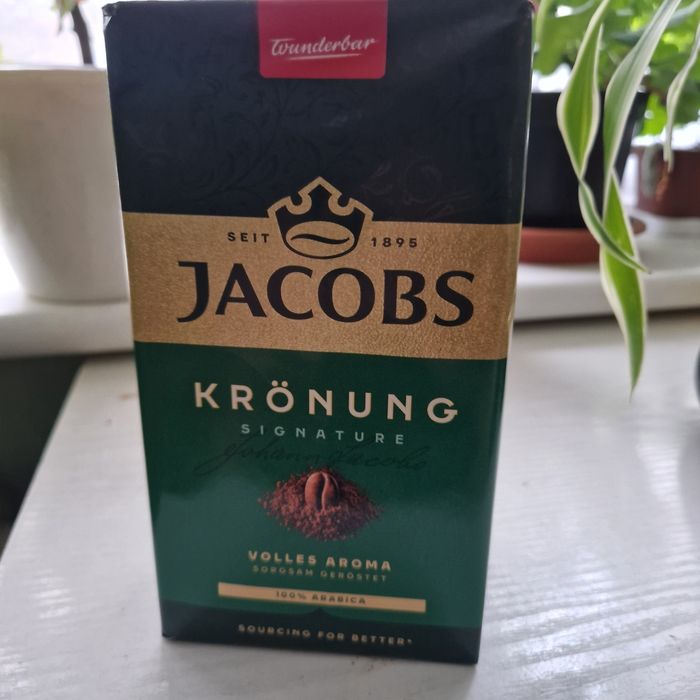 Wunderbar
SEIT 1895
JACOBS
KRÖNUNG
SIGNATURE
Johann Jacobs
VOLLES AROMA
SORGSAM GERÖSTET
100% ARABICA
SOURCING FOR BETTER*